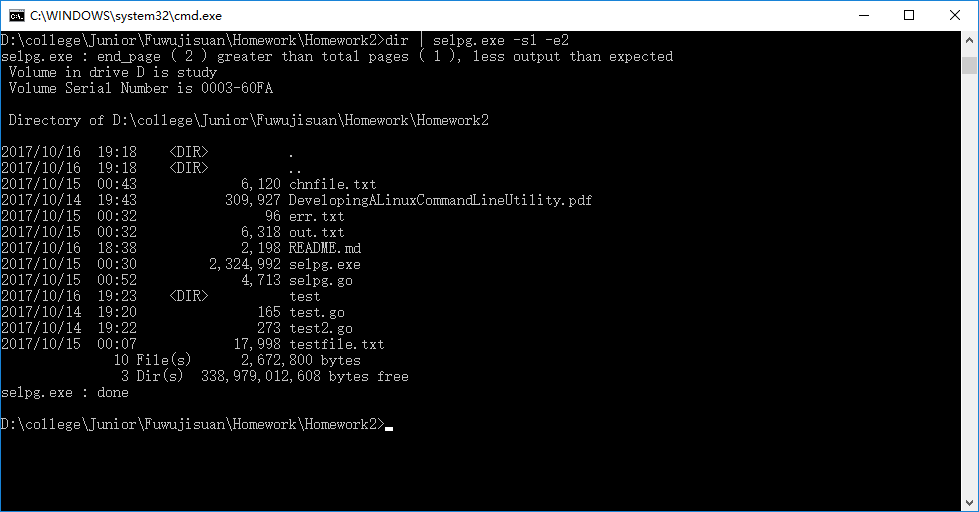 C:\WINDOWS\system32\cmd.exe
D:\college\Junior\Fuwujisuan\Homework\Homework2>dir | selpg.exe -s1 -e2
selpg.exe : end_page ( 2 ) greater than total pages ( 1 ), less output than expected
 Volume in drive D is study
 Volume Serial Number is 0003-60FA
 Directory of D:\college\Junior\Fuwujisuan\Homework\Homework2
2017/10/16  19:18    <DIR>          .
2017/10/16  19:18    <DIR>          ..
2017/10/15  00:43             6,120 chnfile.txt
2017/10/14  19:43           309,927 DevelopingALinuxCommandLineUtility.pdf
2017/10/15  00:32                96 err.txt
2017/10/15  00:32             6,318 out.txt
2017/10/16  18:38             2,198 README.md
2017/10/15  00:30         2,324,992 selpg.exe
2017/10/15  00:52             4,713 selpg.go
2017/10/16  19:23    <DIR>          test
2017/10/14  19:20               165 test.go
2017/10/14  19:22               273 test2.go
2017/10/15  00:07            17,998 testfile.txt
              10 File(s)      2,672,800 bytes
               3 Dir(s)  338,979,012,608 bytes free
selpg.exe : done
D:\college\Junior\Fuwujisuan\Homework\Homework2>